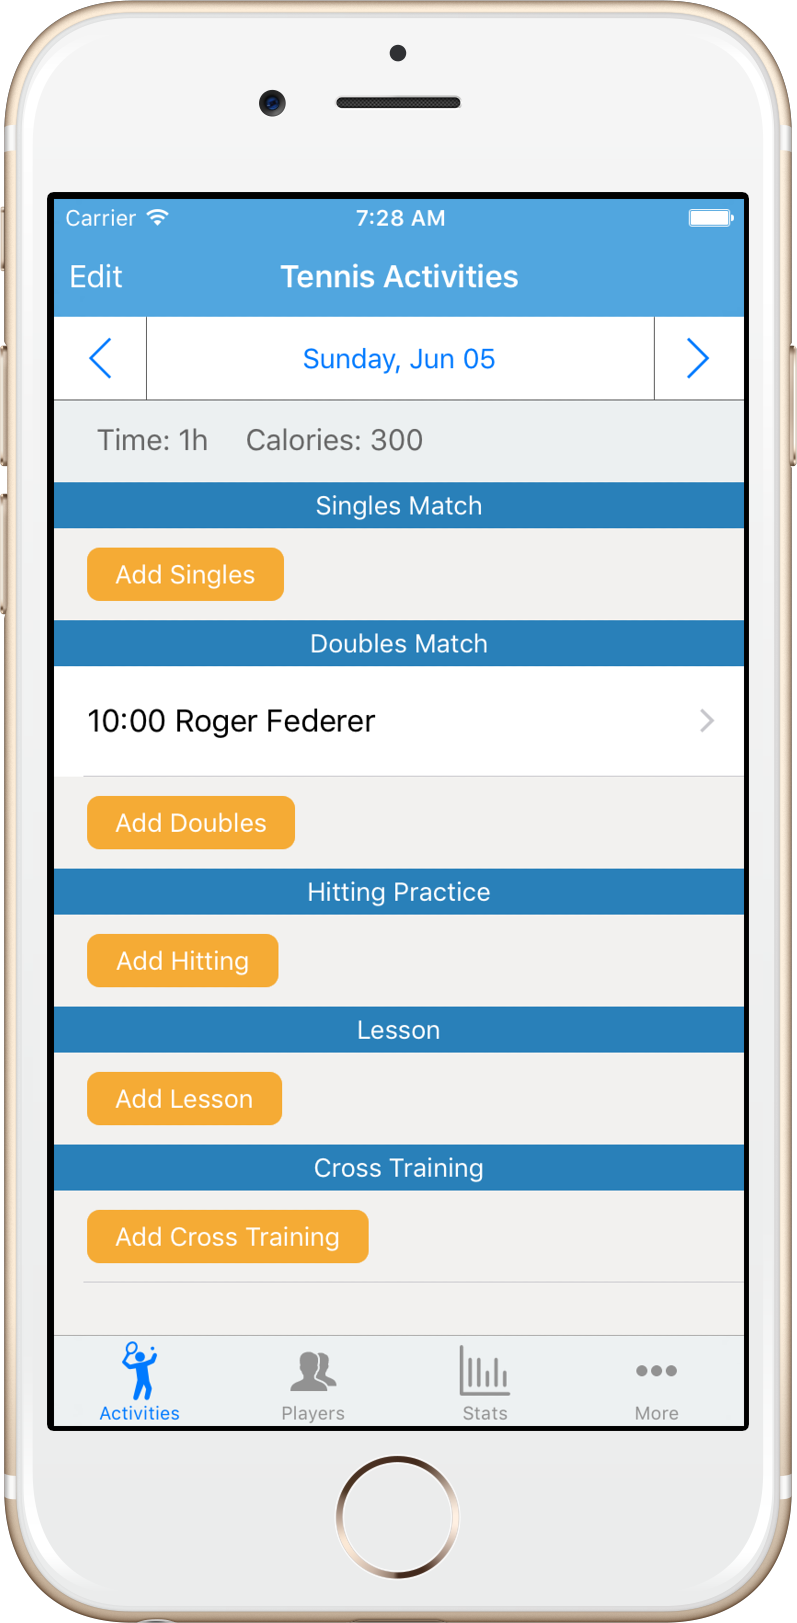 Carrier 7:28 AM
Edit Tennis Activities
Sunday, Jun 05
Time: 1h Calories: 300
Singles Match
Add Singles
Doubles Match
10:00 Roger Federer
Add Doubles
Hitting Practice
Add Hitting
Lesson
Add Lesson
Cross Training
Add Cross Training
Activities Players Stats More